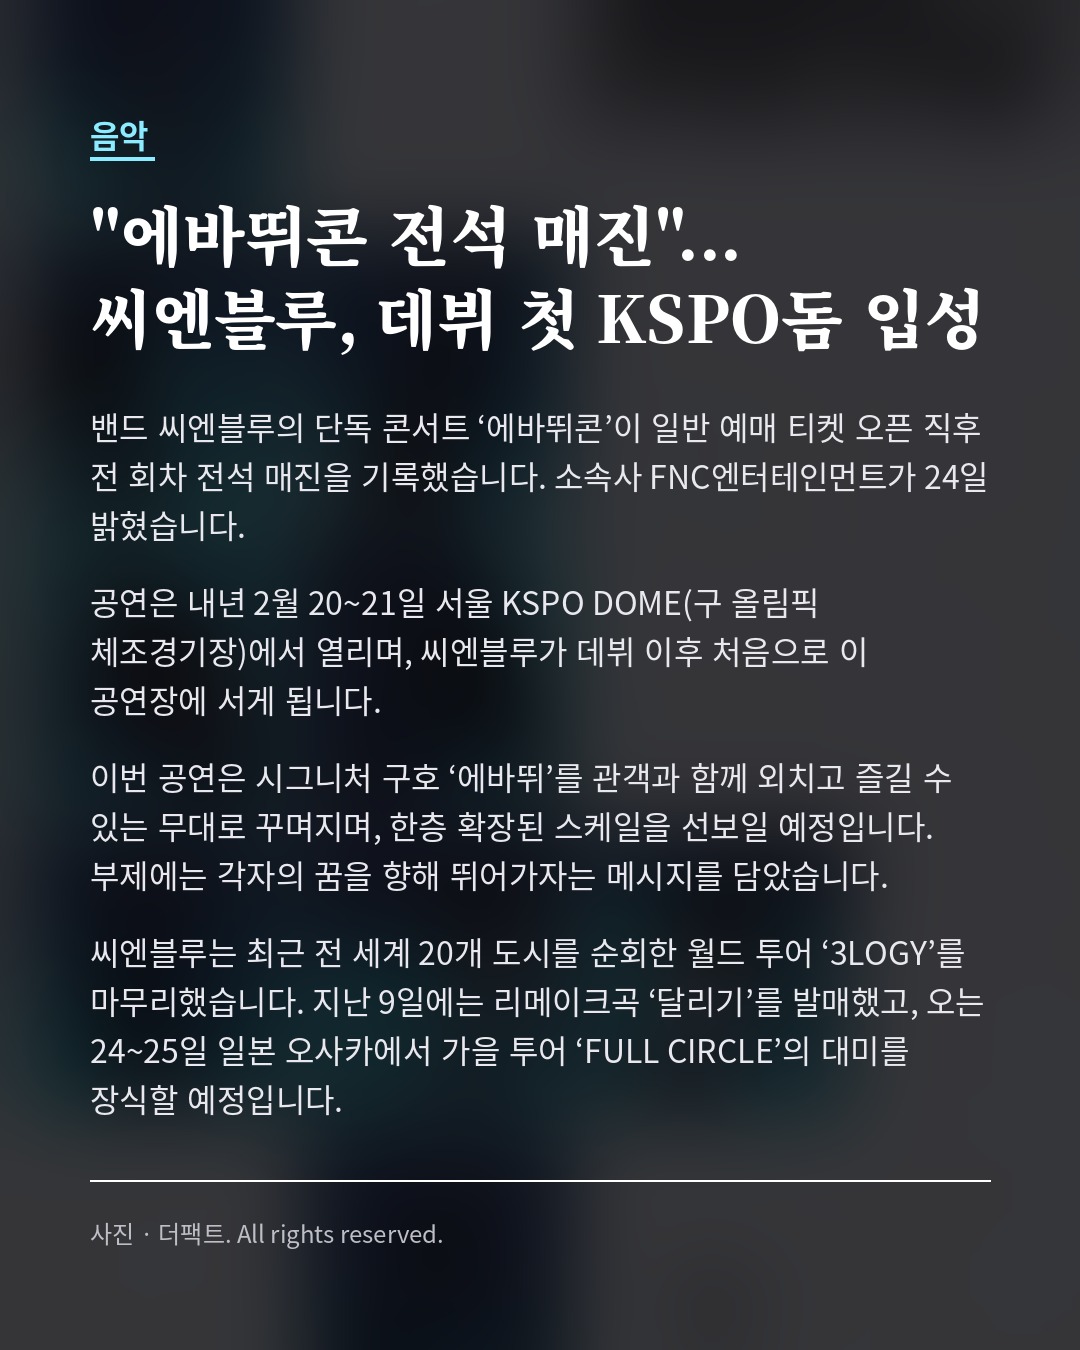 음악
"에바뛰콘 전석 매진"...
씨엔블루, 데뷔 첫 KSPO돔 입성
밴드 씨엔블루의 단독 콘서트 ‘에바뛰콘’이 일반 예매 티켓 오픈 직후
전 회차 전석 매진을 기록했습니다. 소속사 FNC엔터테인먼트가 24일
밝혔습니다.
공연은 내년 2월 20~21일 서울 KSPO DOME(구 올림픽
체조경기장)에서 열리며, 씨엔블루가 데뷔 이후 처음으로 이
공연장에 서게 됩니다.
이번 공연은 시그니처 구호 ‘에바뛰’를 관객과 함께 외치고 즐길 수
있는 무대로 꾸며지며, 한층 확장된 스케일을 선보일 예정입니다.
부제에는 각자의 꿈을 향해 뛰어가자는 메시지를 담았습니다.
씨엔블루는 최근 전 세계 20개 도시를 순회한 월드 투어 ‘3LOGY’를
마무리했습니다. 지난 9일에는 리메이크곡 ‘달리기’를 발매했고, 오는
24~25일 일본 오사카에서 가을 투어 ‘FULL CIRCLE’의 대미를
장식할 예정입니다.
사진 · 더팩트. All rights reserved.